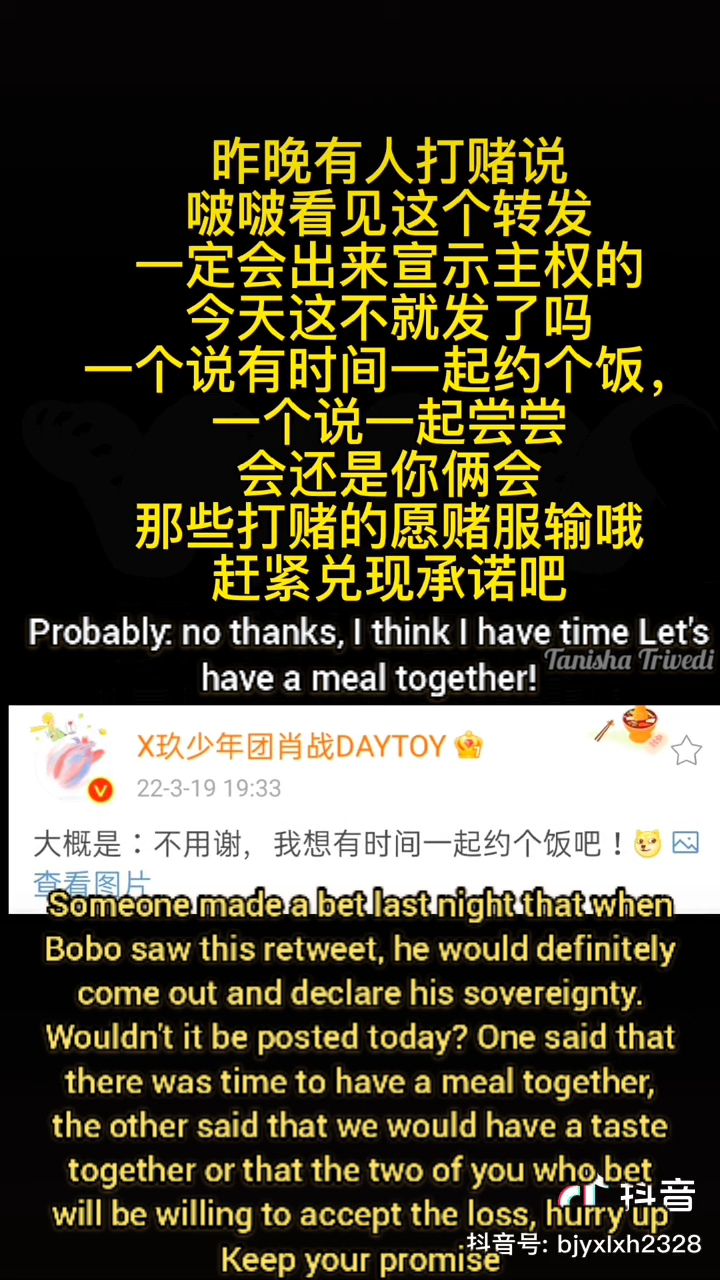 昨晚有人打赌说
啵啵看见这个转发
一定会出来宣示主权的
今天这不就发了吗
一个说有时间一起约个饭，
一个说一起尝尝
会还是你俩会
那些打赌的愿赌服输哦
赶紧兑现承诺吧
Probably: no thanks, I think I have time Let's
have a meal together!
Tanisha Trivedi
X玖少年团肖战DAYTOY
22-3-19 19:33
大概是：不用谢，我想有时间一起约个饭吧！
查看图片
Someone made a bet last night that when
Bobo saw this retweet, he would definitely
come out and declare his sovereignty.
Wouldn't it be posted today? One said that
there was time to have a meal together,
the other said that we would have a taste
together or that the two of you who bet
will be willing to accept the loss, hurry up
Keep your promise
抖音
抖音号: bjyxlxh2328